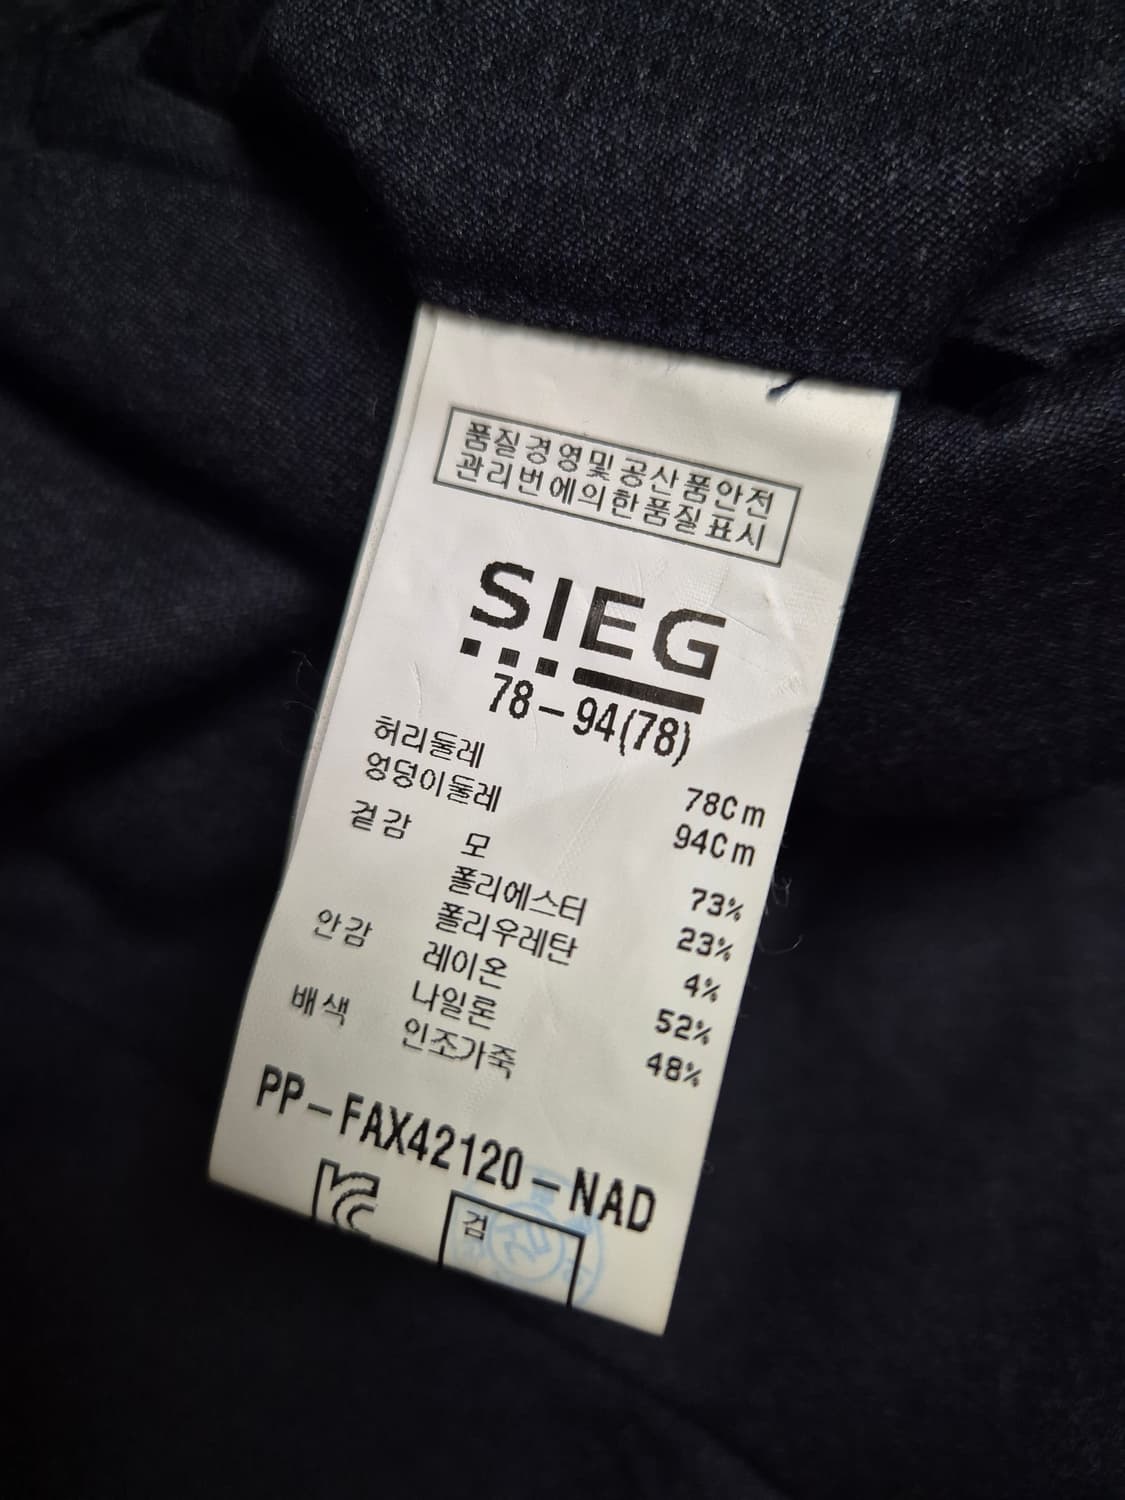 품질경영및공산품안전
관리번에의한품질표시
SIEG
78-94(78)
허리둘레 78Cm
엉덩이둘레 94Cm
겉감 모 73%
폴리에스터 23%
폴리우레탄 4%
안감 레이온 52%
나일론 48%
배색 인조가죽
PP-FAX42120-NAD
검